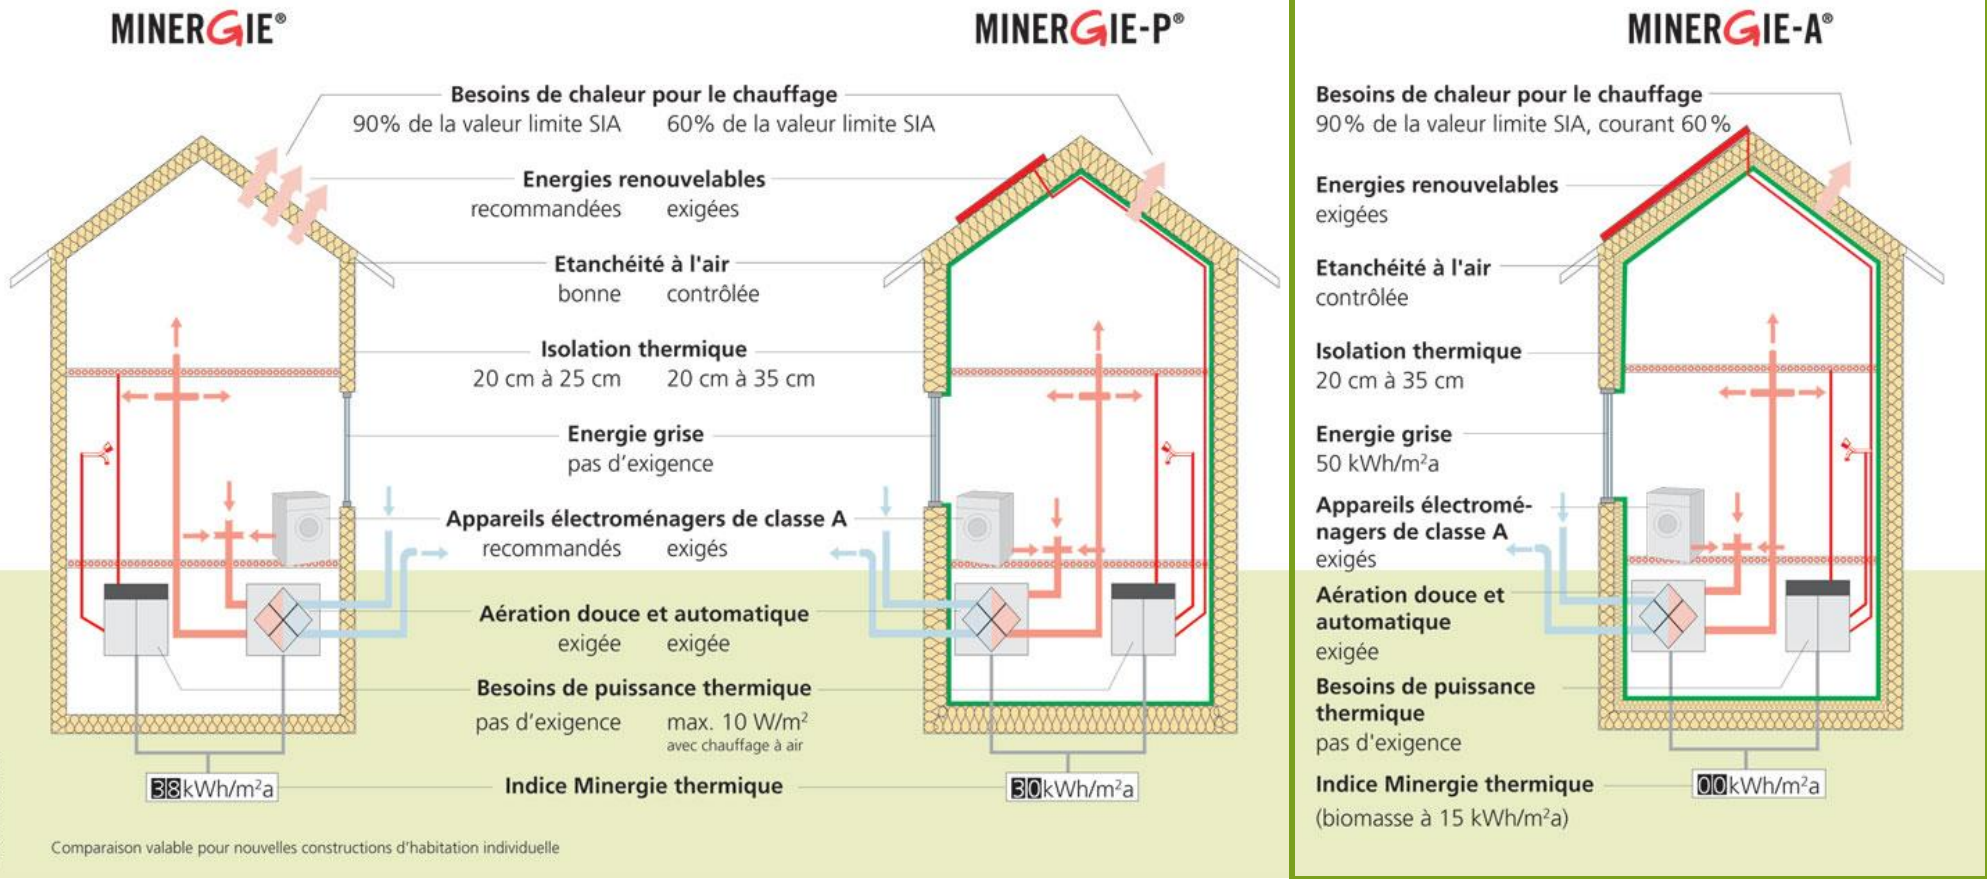 MINERGIE®
MINERGIE-P®
Besoins de chaleur pour le chauffage
90% de la valeur limite SIA 60% de la valeur limite SIA
Energies renouvelables
recommandées exigées
Etanchéité à l'air
bonne contrôlée
Isolation thermique
20 cm à 25 cm 20 cm à 35 cm
Energie grise
pas d’exigence
Appareils électroménagers de classe A
recommandés exigés
Aération douce et automatique
exigée exigée
Besoins de puissance thermique
pas d’exigence max. 10 W/m²
avec chauffage à air
38kWh/m²a
Indice Minergie thermique
30kWh/m²a
Comparaison valable pour nouvelles constructions d’habitation individuelle
MINERGIE-A®
Besoins de chaleur pour le chauffage
90% de la valeur limite SIA, courant 60%
Energies renouvelables
exigées
Etanchéité à l'air
contrôlée
Isolation thermique
20 cm à 35 cm
Energie grise
50 kWh/m²a
Appareils électromé-
nagers de classe A
exigés
Aération douce et
automatique
exigée
Besoins de puissance
thermique
pas d'exigence
Indice Minergie thermique
00kWh/m²a
(biomasse à 15 kWh/m²a)